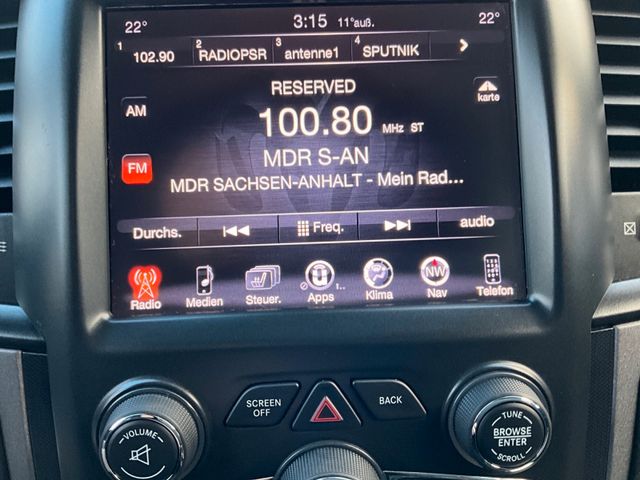 22° 3:15 11°auß. 22°
1 102.90 2 RADIOPSR 3 antenne1 4 SPUTNIK
RESERVED
karte
AM
100.80 MHz ST
FM
MDR S-AN
MDR SACHSEN-ANHALT - Mein Rad...
Durchs. Freq. audio
NW
Radio Medien Steuer. Apps Klima Nav Telefon
SCREEN OFF
BACK
VOLUME
TUNE
BROWSE
ENTER
SCROLL